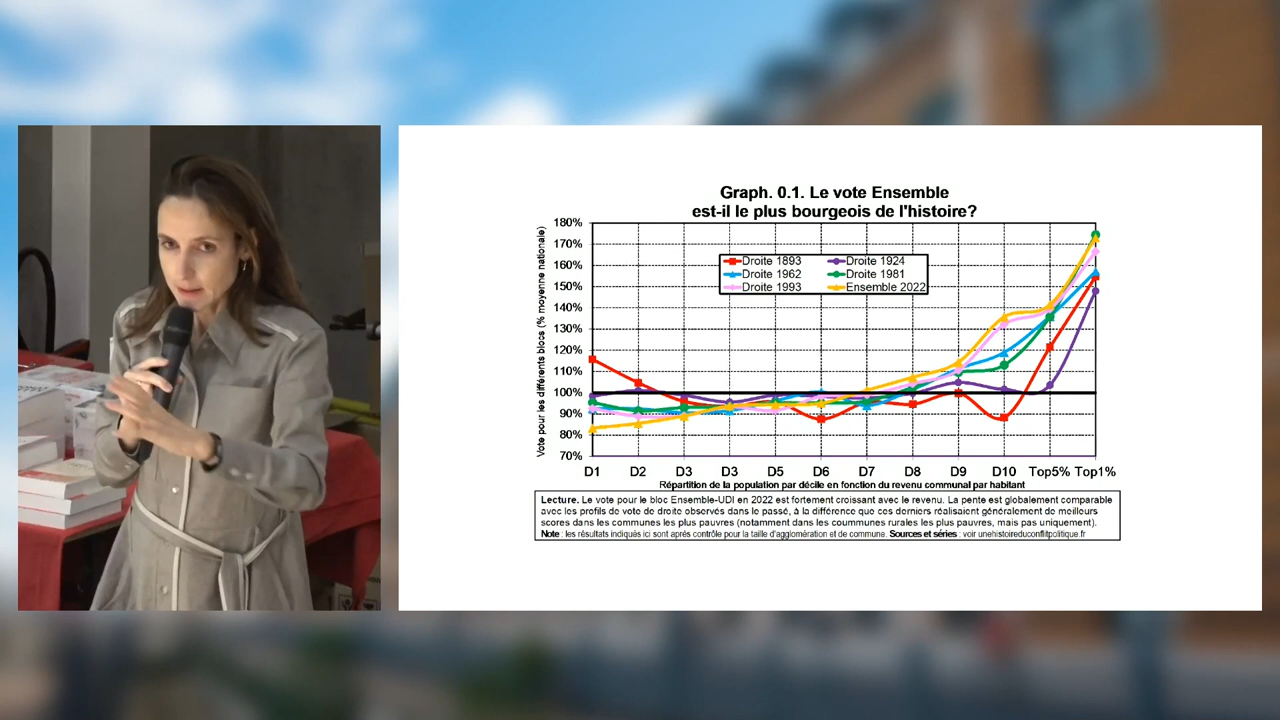 Graph. 0.1. Le vote Ensemble
est-il le plus bourgeois de l'histoire?
Vote pour les différents blocs (% moyenne nationale)
180%
170%
160%
150%
140%
130%
120%
110%
100%
90%
80%
70%
Droite 1893
Droite 1924
Droite 1962
Droite 1981
Droite 1993
Ensemble 2022
D1 D2 D3 D3 D5 D6 D7 D8 D9 D10 Top5% Top1%
Répartition de la population par décile en fonction du revenu communal par habitant
Lecture. Le vote pour le bloc Ensemble-UDI en 2022 est fortement croissant avec le revenu. La pente est globalement comparable
avec les profils de vote de droite observés dans le passé, à la différence que ces derniers réalisaient généralement de meilleurs
scores dans les communes les plus pauvres (notamment dans les coummunes rurales les plus pauvres, mais pas uniquement).
Note : les résultats indiqués ici sont après contrôle pour la taille d'agglomération et de commune. Sources et séries : voir unehistoireduconflitpolitique.fr